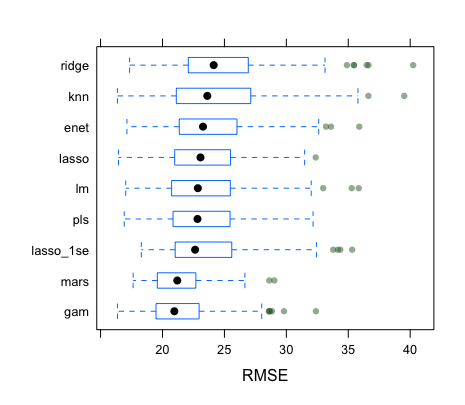 ridge
knn
enet
lasso
lm
pls
lasso_1se
mars
gam
20 25 30 35 40
RMSE